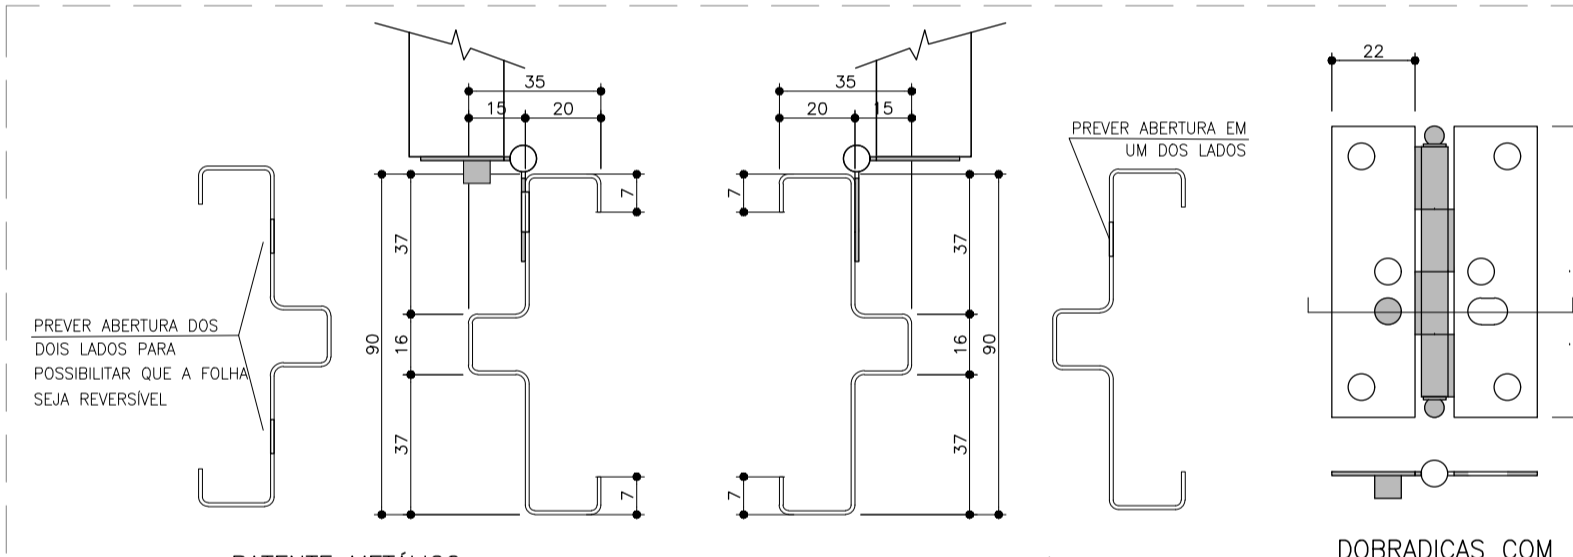 35
15 20
35
20 15
22
PREVER ABERTURA EM
UM DOS LADOS
7
7
37
37
PREVER ABERTURA DOS
DOIS LADOS PARA
POSSIBILITAR QUE A FOLHA
SEJA REVERSÍVEL
90
16
16
90
37
37
7
7
BATENTE METÁLICO
DOBRADIÇAS COM